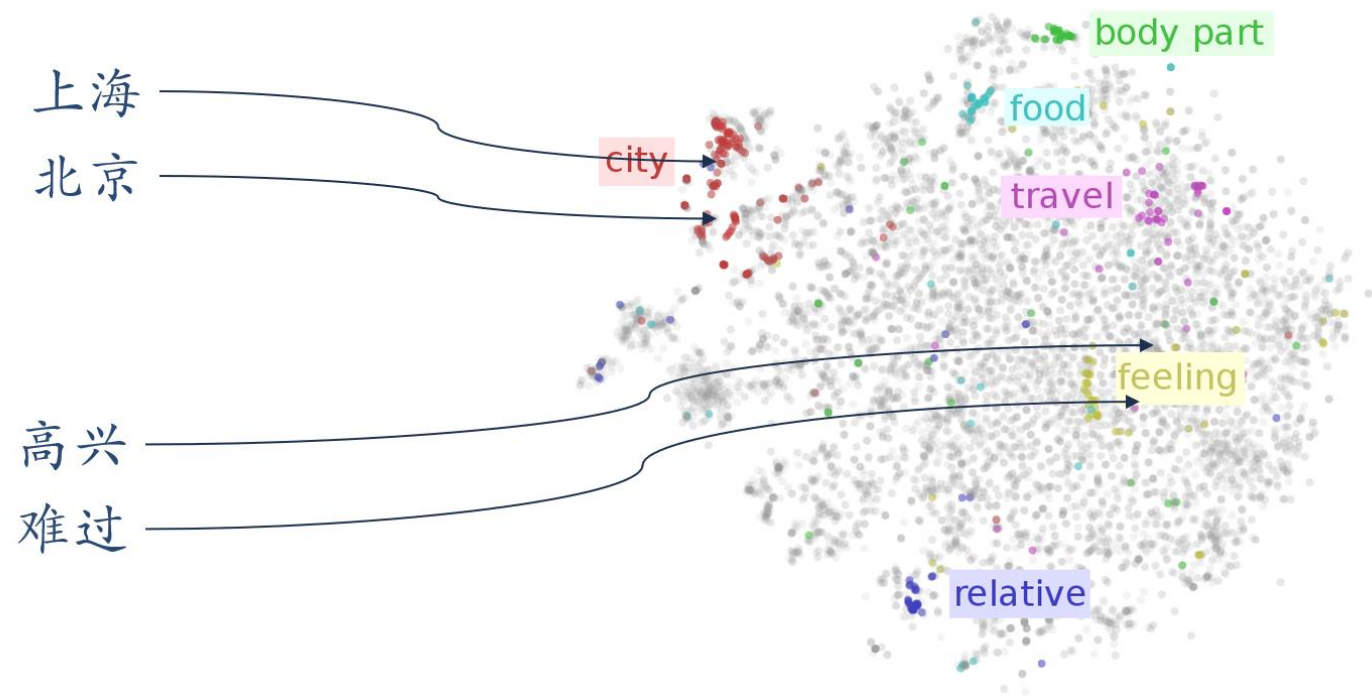 上海
北京
高兴
难过
body part
food
city
travel
feeling
relative